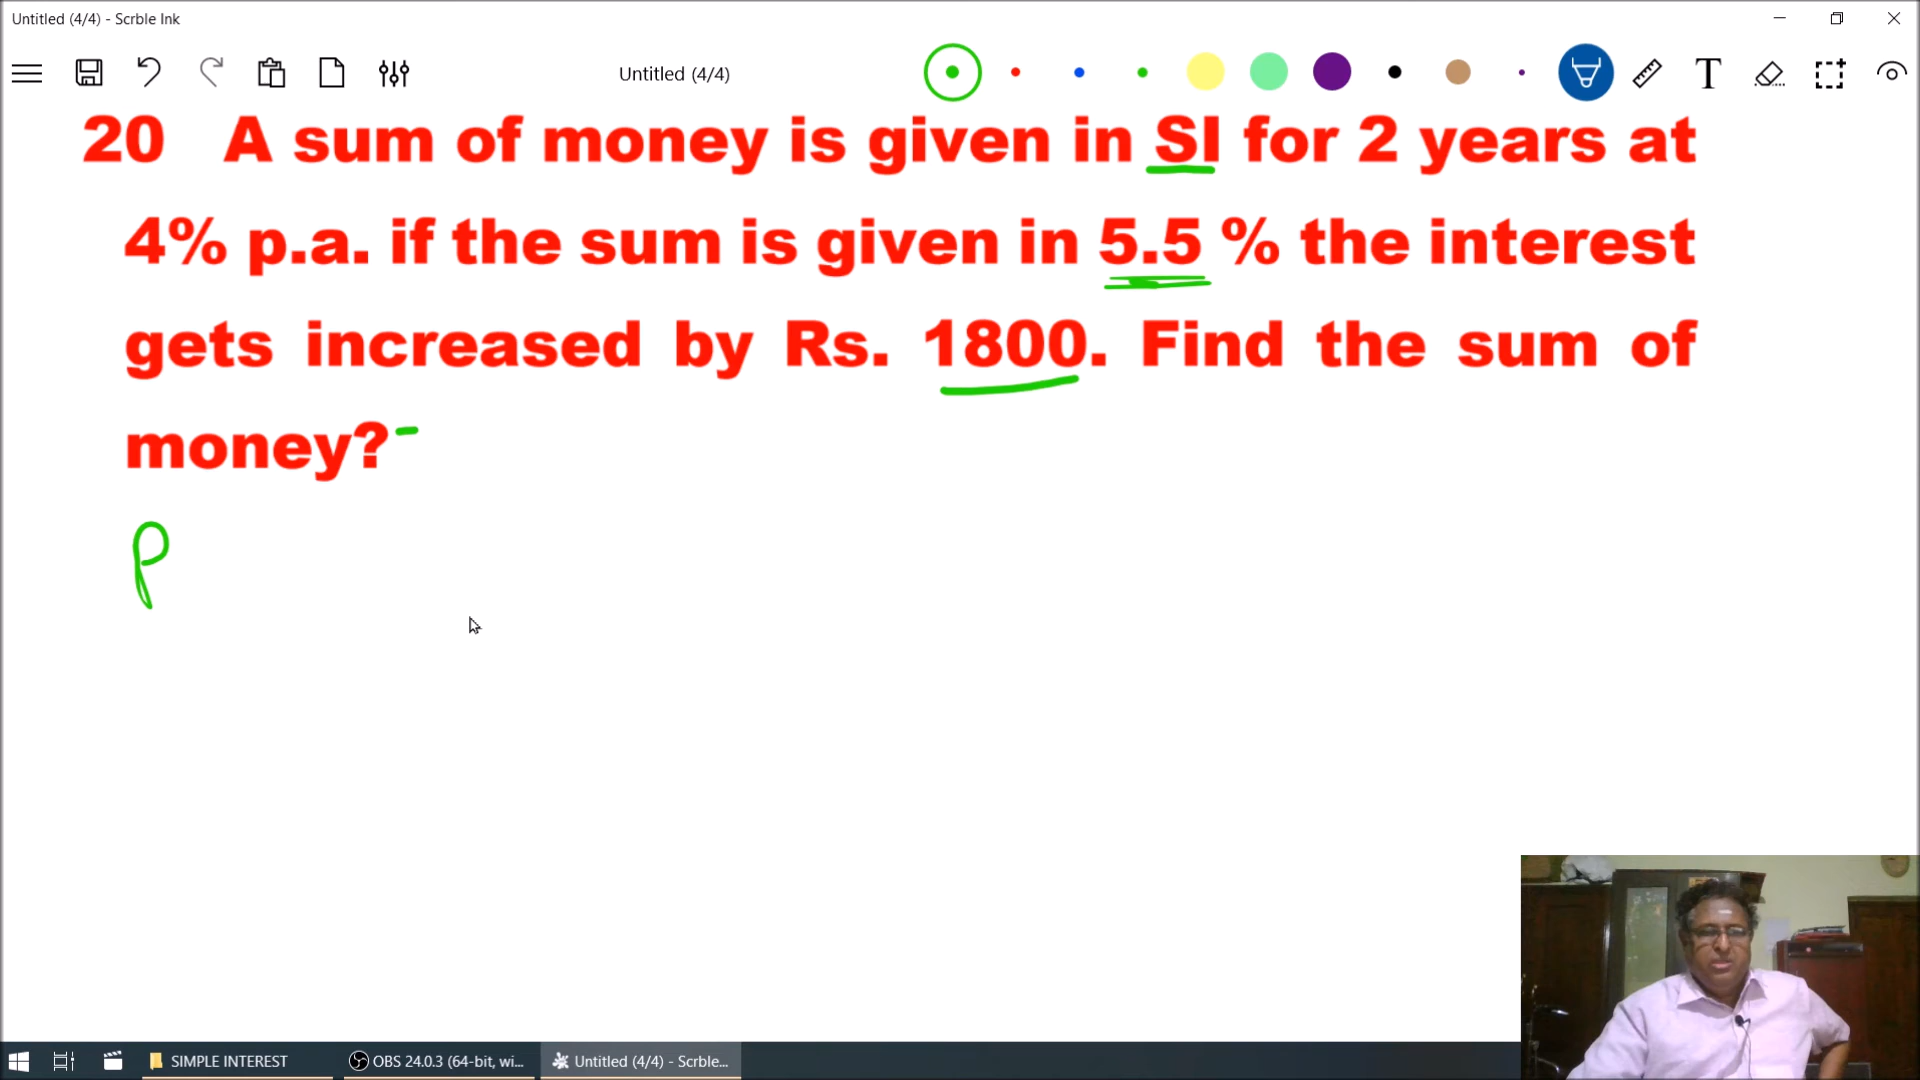 Untitled (4/4) - Scrble Ink
Untitled (4/4)
T
20 A sum of money is given in SI for 2 years at
4% p.a. if the sum is given in 5.5 % the interest
gets increased by Rs. 1800. Find the sum of
money?
P
SIMPLE INTEREST
OBS 24.0.3 (64-bit, wi...
Untitled (4/4) - Scrble...